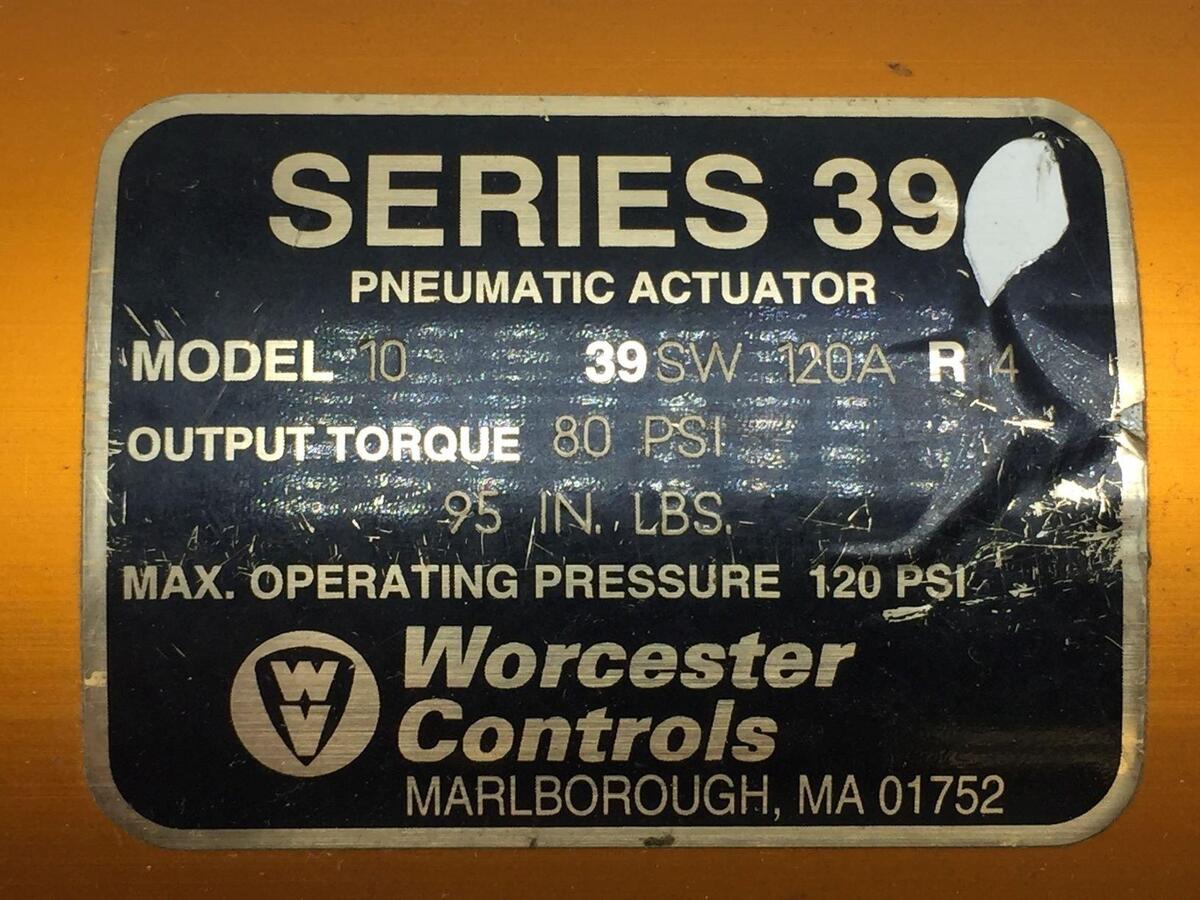 SERIES 39
PNEUMATIC ACTUATOR
MODEL 10 39 SW 120A R 4
OUTPUT TORQUE 80 PSI
95 IN. LBS.
MAX. OPERATING PRESSURE 120 PSI
Worcester
Controls
MARLBOROUGH, MA 01752